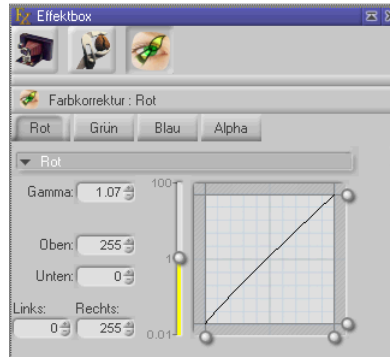 Effektbox
Farbkorrektur : Rot
Rot Grün Blau Alpha
Rot
Gamma: 1.07 100
Oben: 255
1
Unten: 0
Links: Rechts:
0 255 0.01